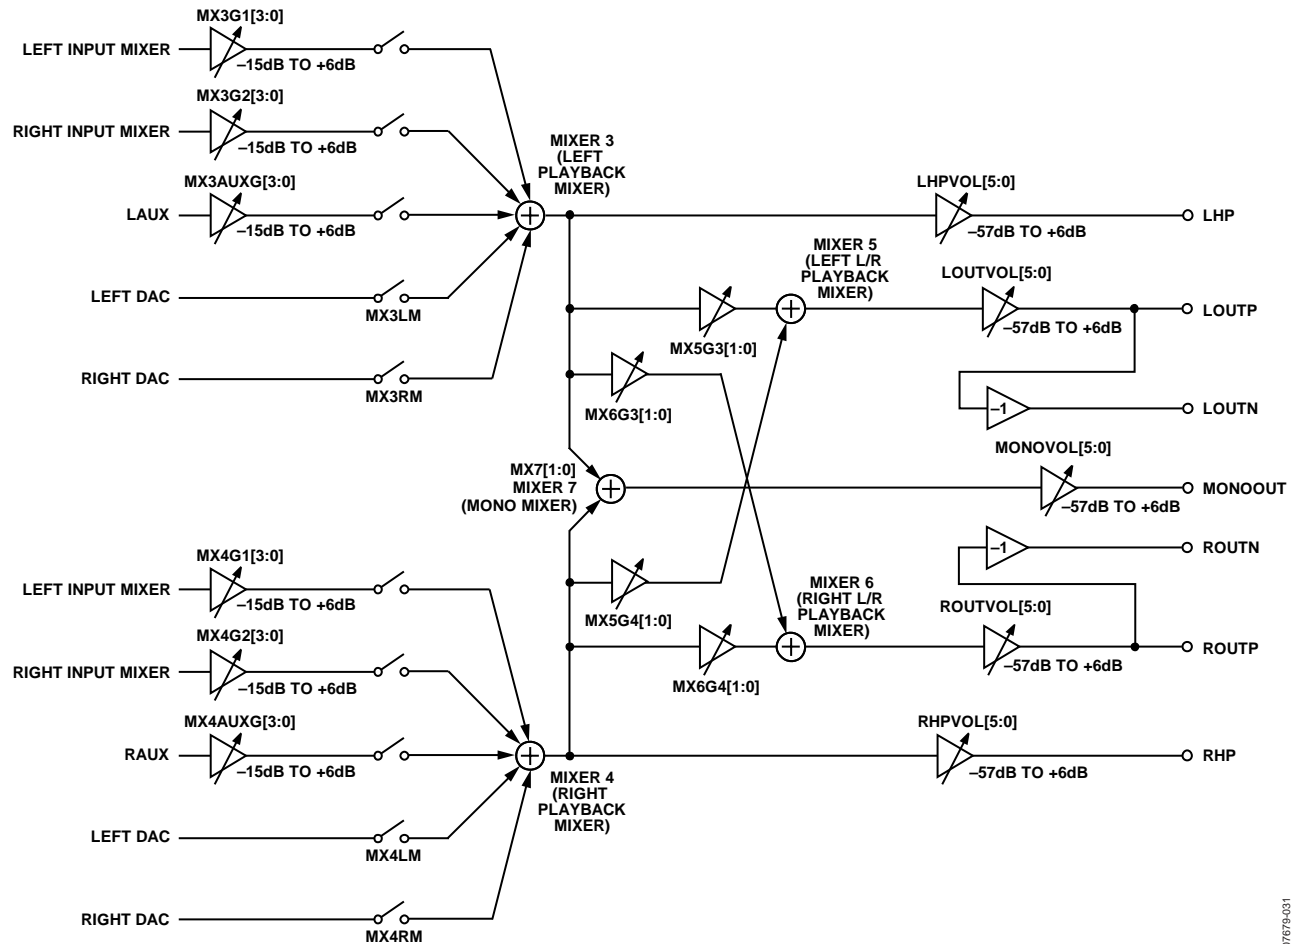 MX3G1[3:0]
LEFT INPUT MIXER
–15dB TO +6dB
MX3G2[3:0]
RIGHT INPUT MIXER
–15dB TO +6dB
MX3AUXG[3:0]
LAUX
–15dB TO +6dB
LEFT DAC
MX3LM
RIGHT DAC
MX3RM
MIXER 3
(LEFT
PLAYBACK
MIXER)
LHPVOL[5:0]
–57dB TO +6dB
LHP
MIXER 5
(LEFT L/R
PLAYBACK
MIXER)
LOUTVOL[5:0]
–57dB TO +6dB
LOUTP
MX5G3[1:0]
MX6G3[1:0]
–1
LOUTN
MX7[1:0]
MIXER 7
(MONO MIXER)
MONOVOL[5:0]
–57dB TO +6dB
MONOOUT
–1
ROUTN
MX5G4[1:0]
MIXER 6
(RIGHT L/R
PLAYBACK
MIXER)
ROUTVOL[5:0]
–57dB TO +6dB
ROUTP
MX6G4[1:0]
MX4G1[3:0]
LEFT INPUT MIXER
–15dB TO +6dB
MX4G2[3:0]
RIGHT INPUT MIXER
–15dB TO +6dB
MX4AUXG[3:0]
RAUX
–15dB TO +6dB
LEFT DAC
MX4LM
RIGHT DAC
MX4RM
MIXER 4
(RIGHT
PLAYBACK
MIXER)
RHPVOL[5:0]
–57dB TO +6dB
RHP
07679-031